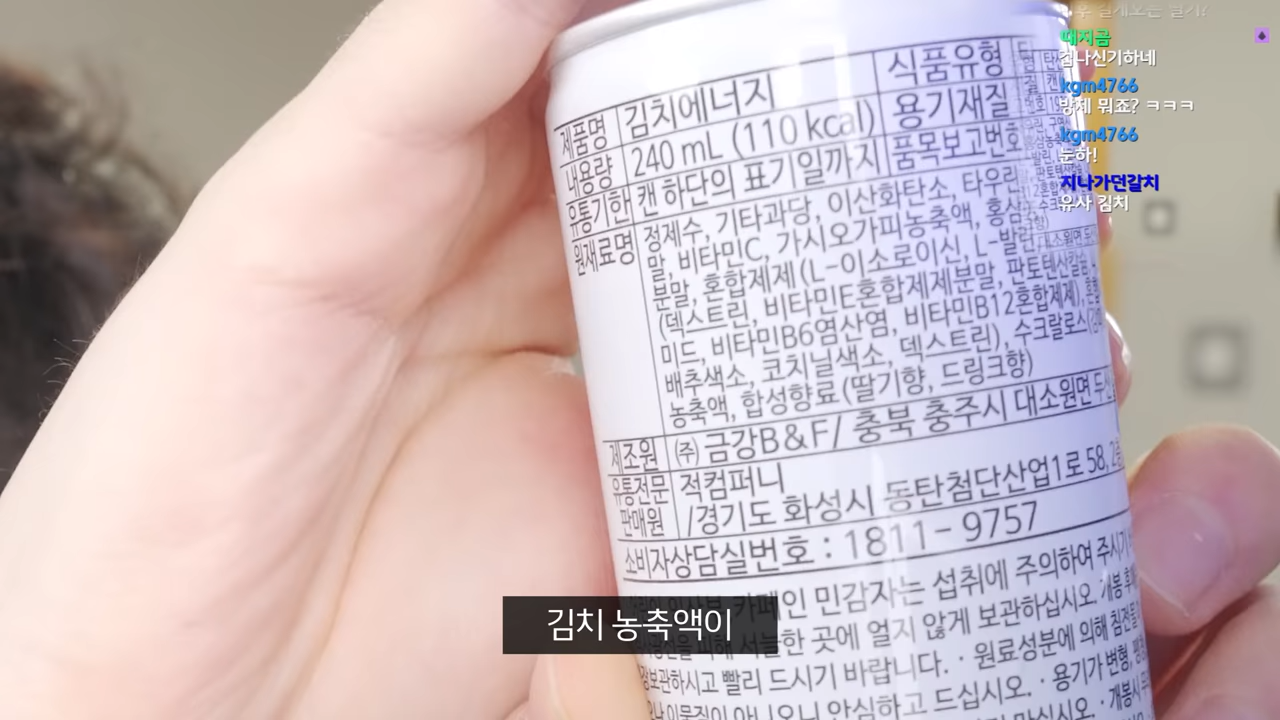 제품명 김치에너지 식품유형
내용량 240 mL (110 kcal) 용기재질
유통기한 캔 하단의 표기일까지 품목보고번호
원재료명 정제수, 기타과당, 이산화탄소, 타우린
말, 비타민C, 가시오가피농축액, 홍삼
분말, 혼합제제(L-이소로이신, L-발린,
(덱스트린, 비타민E혼합제제분말, 판토텐산칼슘,
미드, 비타민B6염산염, 비타민B12혼합제제),
배추색소, 코치닐색소, 덱스트린), 수크랄로스
농축액, 합성향료(딸기향, 드링크향)
제조원 (주)금강B&F/ 충북 충주시 대소원면
유통전문 적컴퍼니
판매원 /경기도 화성시 동탄첨단산업1로 58,
소비자상담실번호 : 1811-9757
카페인 민감자는 섭취에 주의하여 주시기
서늘한 곳에 얼지 않게 보관하십시오. 개봉 후
보관하시고 빨리 드시기 바랍니다. · 원료성분에 의해 침전될
안심하고 드십시오. · 용기가 변형,
마십시오. · 개봉시
김치 농축액이
때지곰
겁나신기하네
kgm4766
방제 뭐죠? ㅋㅋㅋ
kgm4766
눈하!
지나가던갈치
유사 김치